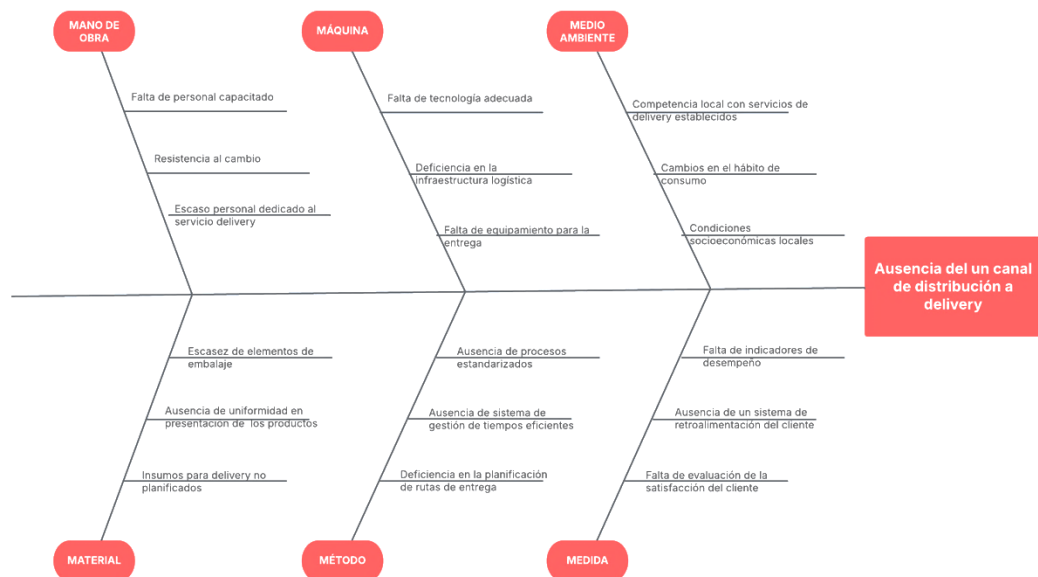 MANO DE
OBRA
MÁQUINA
MEDIO
AMBIENTE
Falta de personal capacitado
Resistencia al cambio
Escaso personal dedicado al
servicio delivery
Falta de tecnología adecuada
Deficiencia en la
infraestructura logística
Falta de equipamiento para la
entrega
Competencia local con servicios de
delivery establecidos
Cambios en el hábito de
consumo
Condiciones
socioeconómicas locales
Ausencia del un canal
de distribución a
delivery
Escasez de elementos de
embalaje
Ausencia de uniformidad en
presentación de los productos
Insumos para delivery no
planificados
Ausencia de procesos
estandarizados
Ausencia de sistema de
gestión de tiempos eficientes
Deficiencia en la planificación
de rutas de entrega
Falta de indicadores de
desempeño
Ausencia de un sistema de
retroalimentación del cliente
Falta de evaluación de la
satisfacción del cliente
MATERIAL
MÉTODO
MEDIDA